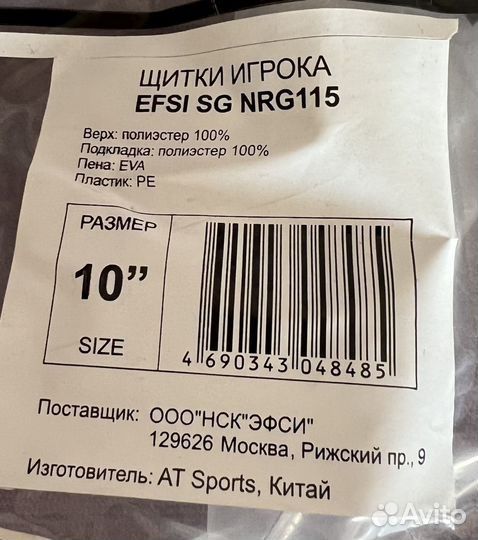 ЩИТКИ ИГРОКА
EFSI SG NRG115
Верх: полиэстер 100%
Подкладка: полиэстер 100%
Пена: EVA
Пластик: PE
РАЗМЕР
10”
SIZE
4 690343 048485
Поставщик: ООО"НСК"ЭФСИ"
129626 Москва, Рижский пр., 9
Изготовитель: AT Sports, Китай
Avito